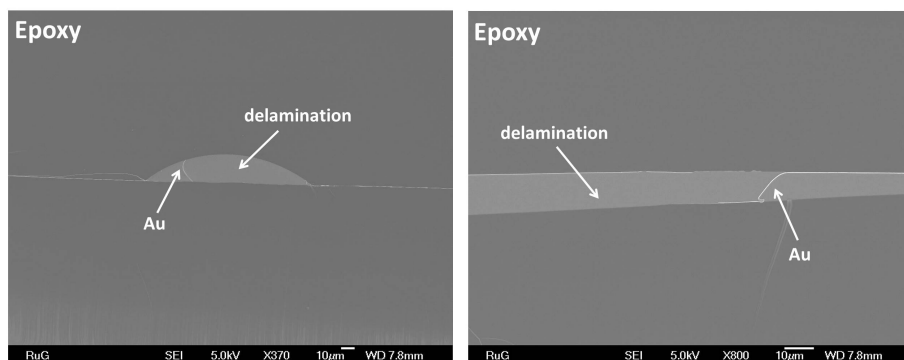 Epoxy
delamination
Au
RuG SEI 5.0kV X370 10μm WD 7.8mm
Epoxy
delamination
Au
RuG SEI 5.0kV X800 10μm WD 7.8mm